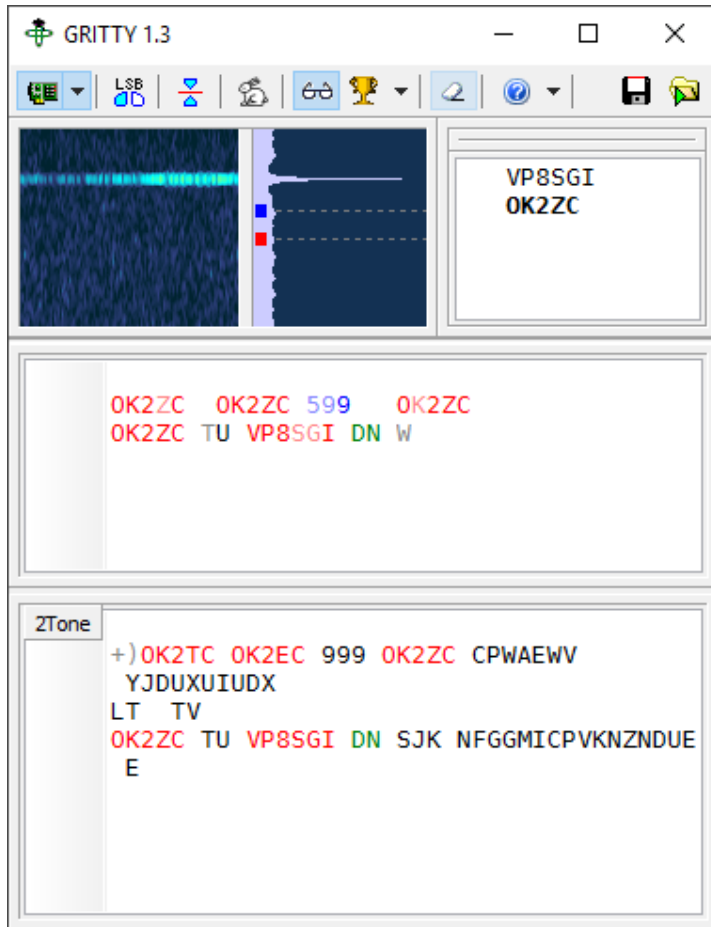 GRITTY 1.3
LSB
VP8SGI
OK2ZC
OK2ZC  OK2ZC 599   OK2ZC
OK2ZC TU VP8SGI DN W
2Tone
+)OK2TC OK2EC 999 OK2ZC CPWAEWV
YJDUXUIUDX
LT  TV
OK2ZC TU VP8SGI DN SJK NFGGMICPVKNZNDUE
E